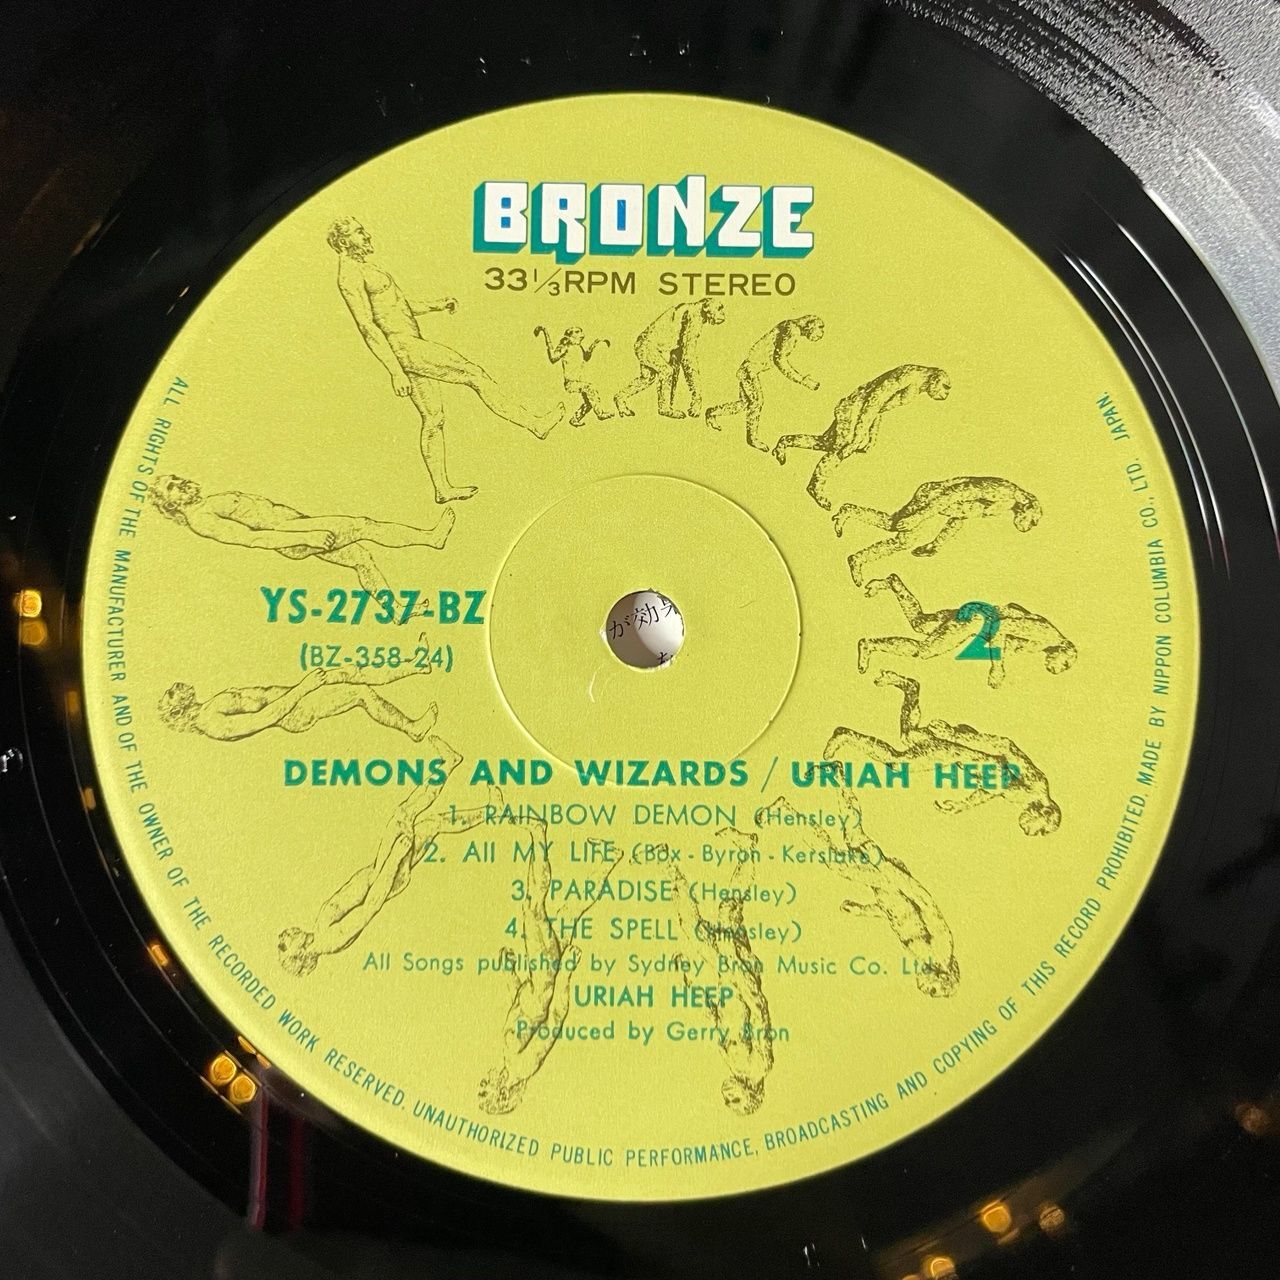 BRONZE
33 1/3 RPM STEREO
YS-2737-BZ
(BZ-358-24)
2
が効
DEMONS AND WIZARDS / URIAH HEEP
1. RAINBOW DEMON (Hensley)
2. All MY LIFE (Box - Byron - Kerslake)
3. PARADISE (Hensley)
4. THE SPELL (Hensley)
All Songs published by Sydney Bron Music Co. Ltd.
URIAH HEEP
Produced by Gerry Bron
ALL RIGHTS OF THE MANUFACTURER AND OF THE OWNER OF THE RECORDED WORK RESERVED. UNAUTHORIZED PUBLIC PERFORMANCE, BROADCASTING AND COPYING OF THIS RECORD PROHIBITED. MADE BY NIPPON COLUMBIA CO., LTD. JAPAN.